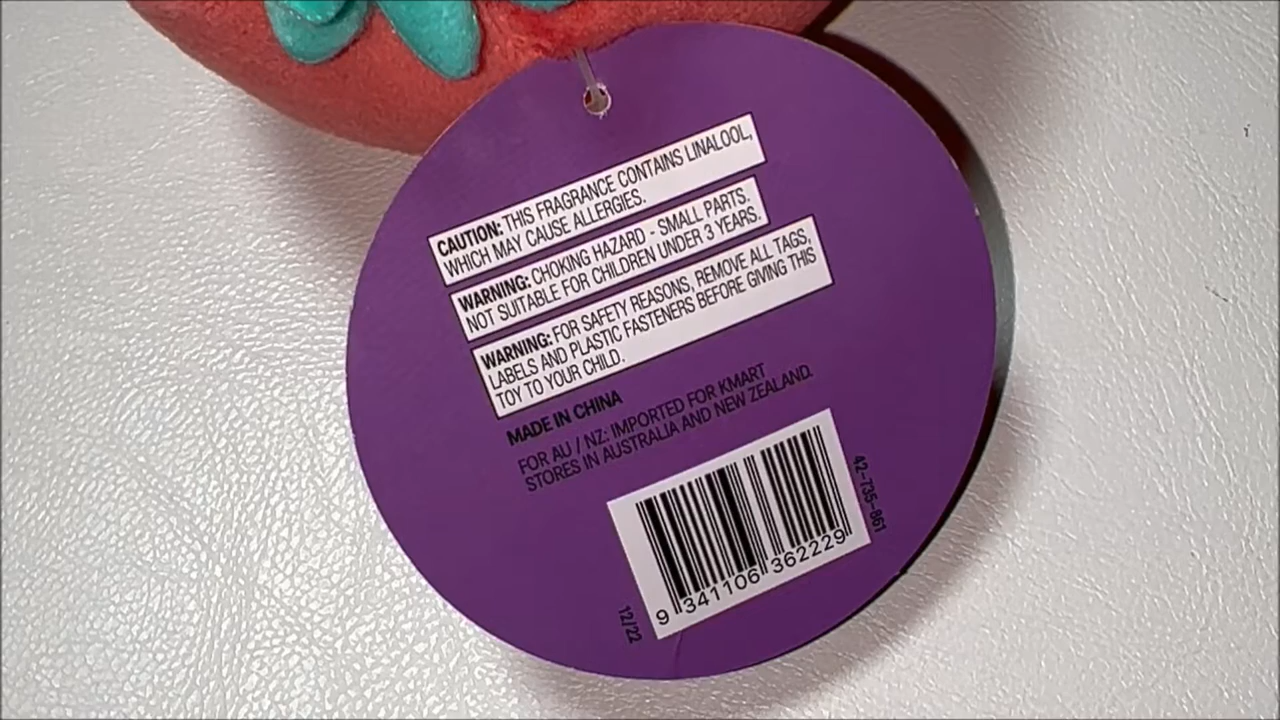 CAUTION: THIS FRAGRANCE CONTAINS LINALOOL,
WHICH MAY CAUSE ALLERGIES.
WARNING: CHOKING HAZARD - SMALL PARTS.
NOT SUITABLE FOR CHILDREN UNDER 3 YEARS.
WARNING: FOR SAFETY REASONS, REMOVE ALL TAGS,
LABELS AND PLASTIC FASTENERS BEFORE GIVING THIS
TOY TO YOUR CHILD.
MADE IN CHINA
FOR AU / NZ: IMPORTED FOR KMART
STORES IN AUSTRALIA AND NEW ZEALAND.
42-735-861
9 341106 362229
12/22